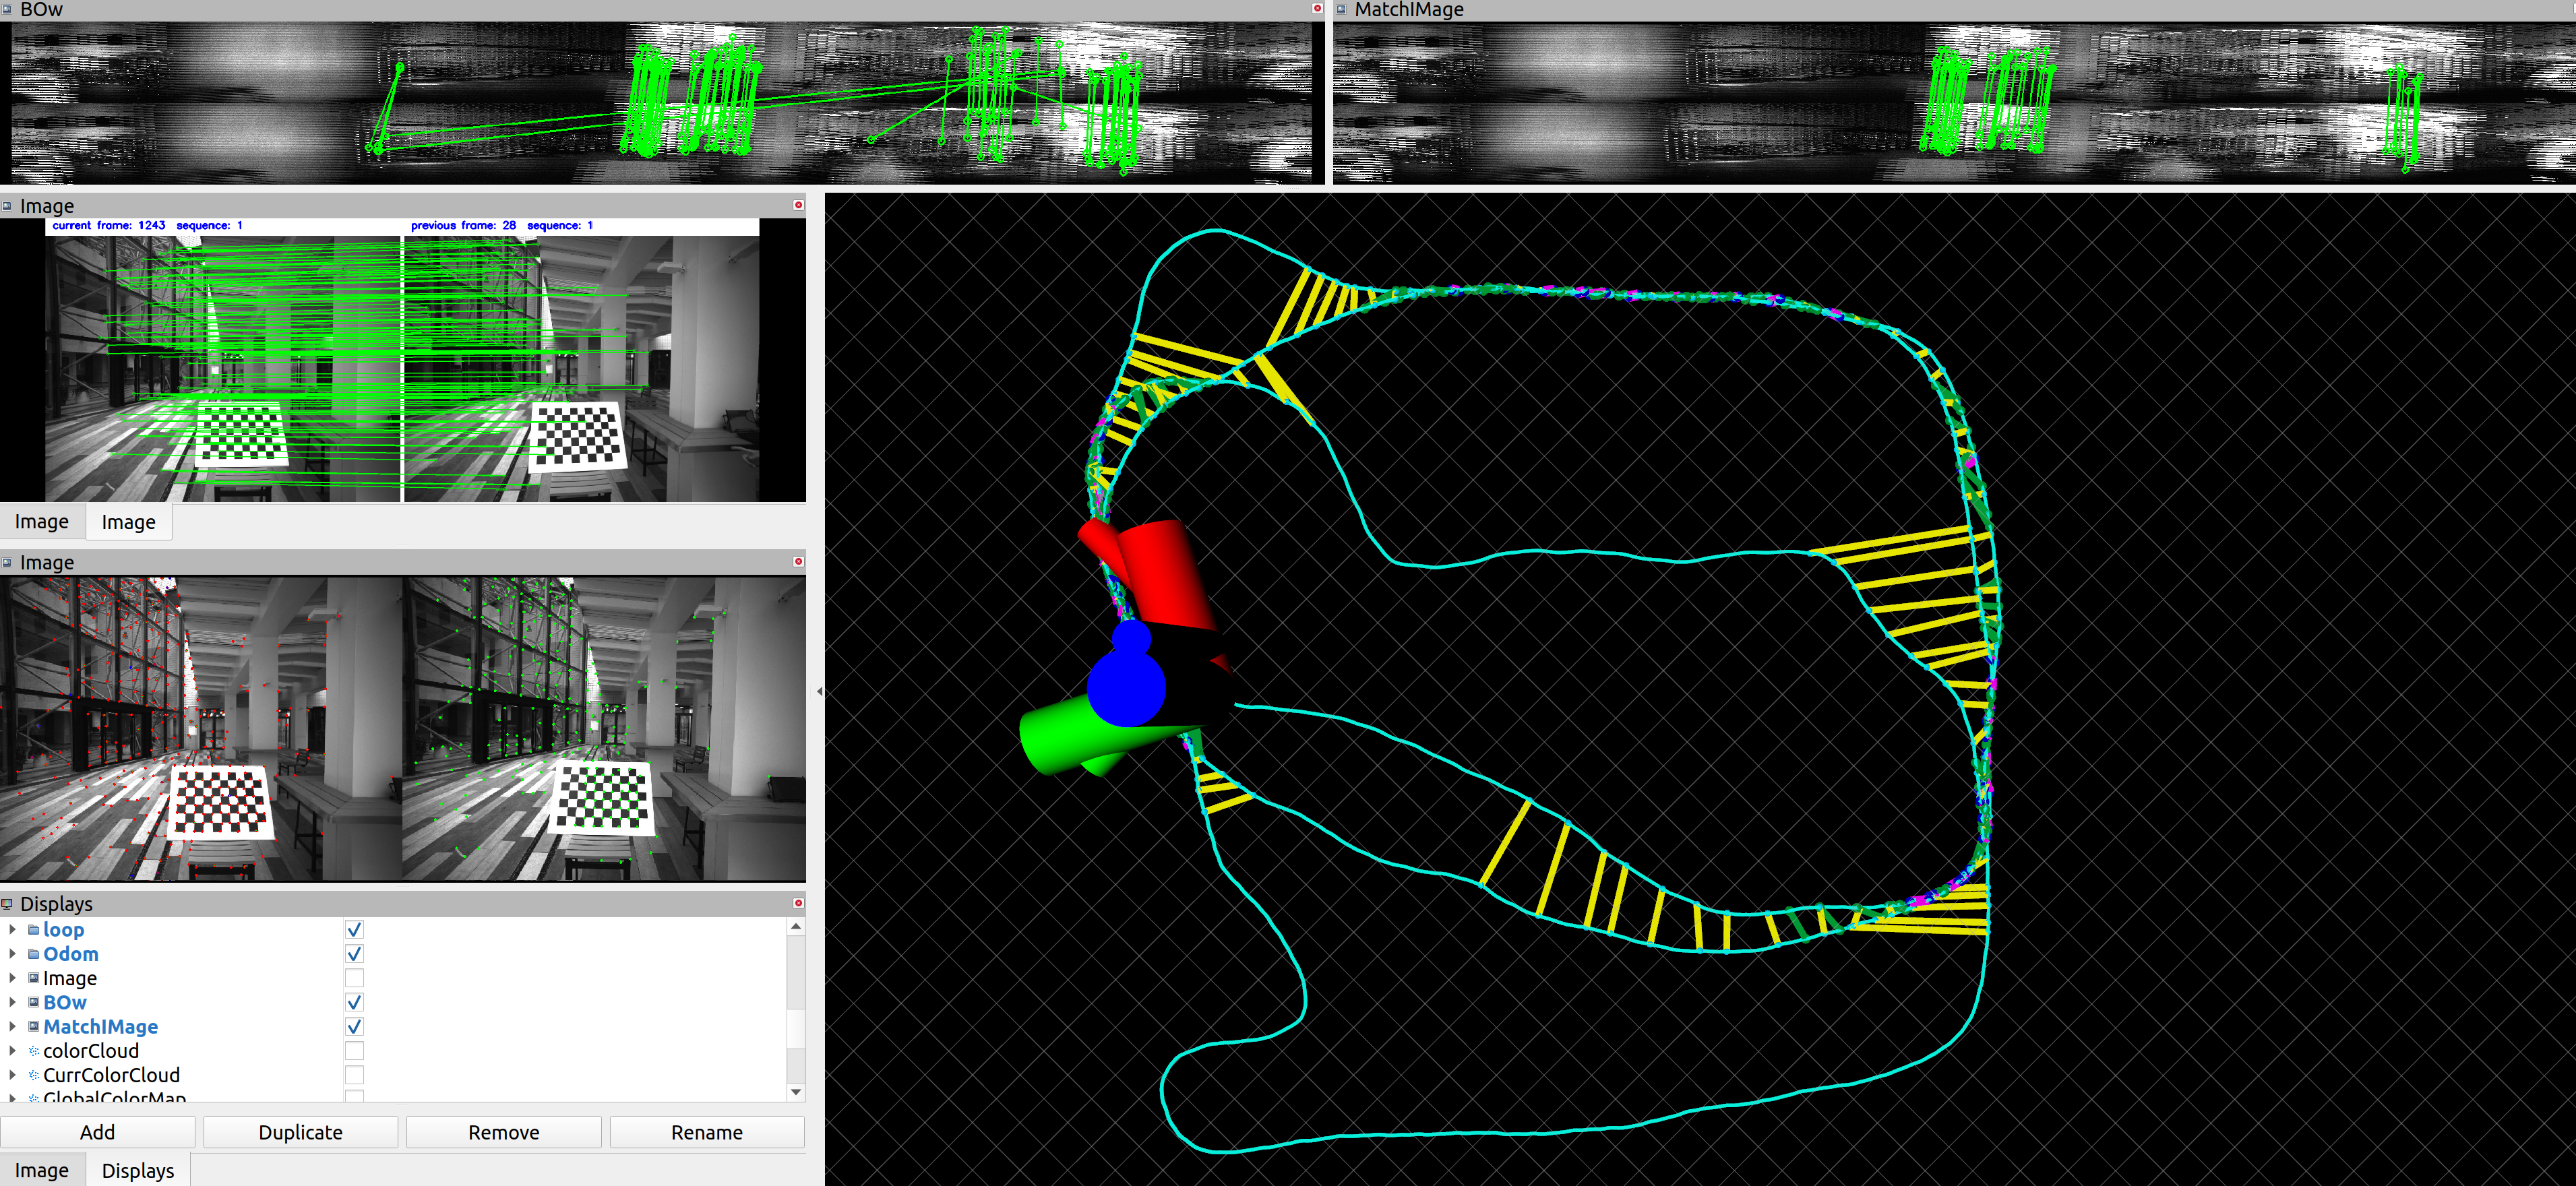 BOw
MatchIMage
Image
current frame: 1243 sequence: 1
previous frame: 28 sequence: 1
Image
Image
Image
Displays
loop
Odom
Image
BOw
MatchIMage
colorCloud
CurrColorCloud
GlobalColorMap
Add
Duplicate
Remove
Rename
Image
Displays